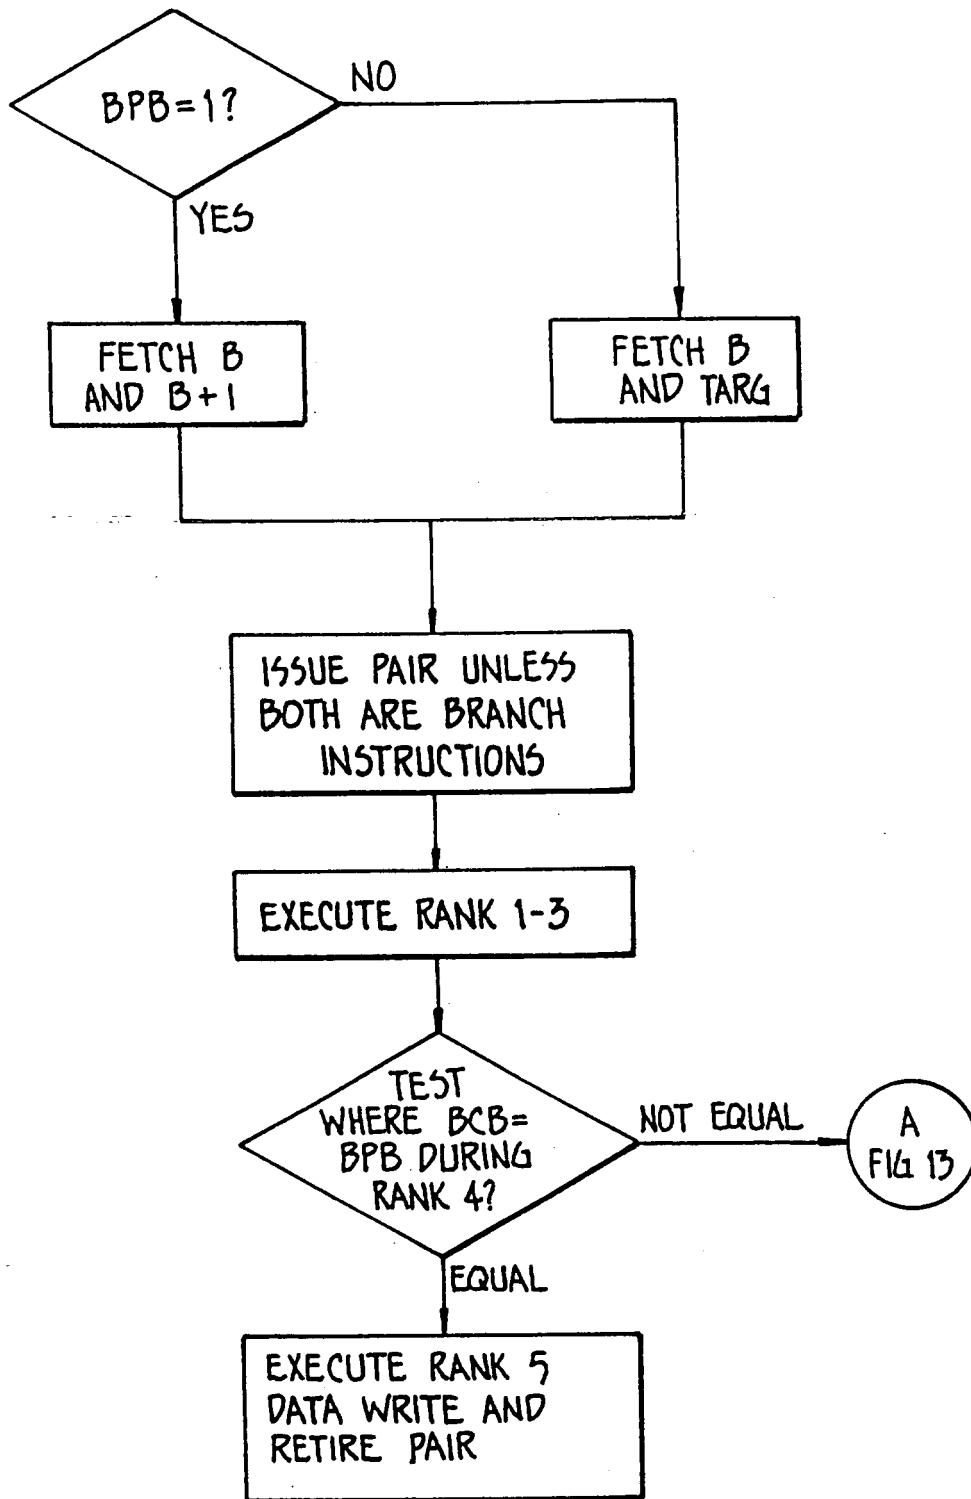 BPB=1?
NO
YES
FETCH B
AND B+1
FETCH B
AND TARG
ISSUE PAIR UNLESS
BOTH ARE BRANCH
INSTRUCTIONS
EXECUTE RANK 1-3
TEST
WHERE BCB=
BPB DURING
RANK 4?
NOT EQUAL
A
FIG 13
EQUAL
EXECUTE RANK 5
DATA WRITE AND
RETIRE PAIR